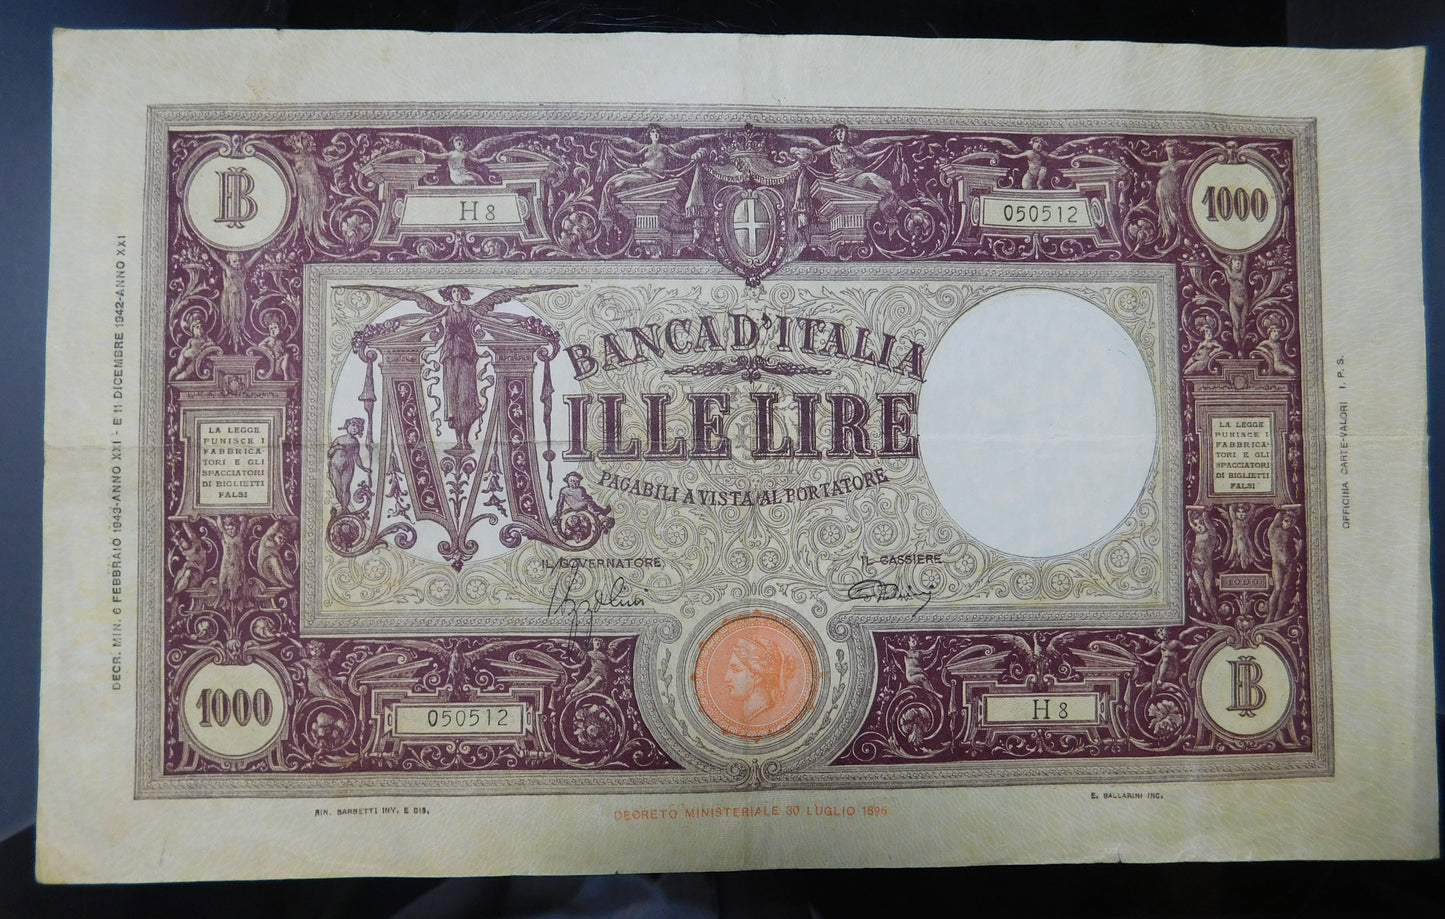 B
H 8
050512
1000
DECR. MIN. 6 FEBBRAIO 1943-ANNO XXI - E 11 DICEMBRE 1942-ANNO XXI
BANCA D'ITALIA
MILLE LIRE
PAGABILI A VISTA AL PORTATORE
LA LEGGE
PUNISCE I
FABBRICA-
TORI E GLI
SPACCIATORI
DI BIGLIETTI
FALSI
LA LEGGE
PUNISCE I
FABBRICA-
TORI E GLI
SPACCIATORI
DI BIGLIETTI
FALSI
OFFICINA CARTE-VALORI I. P. S.
IL GOVERNATORE
IL CASSIERE
1000
1000
050512
H 8
B
RIN. BARBETTI INV. E DIS.
DECRETO MINISTERIALE 30 LUGLIO 1896
E. BALLARINI INC.